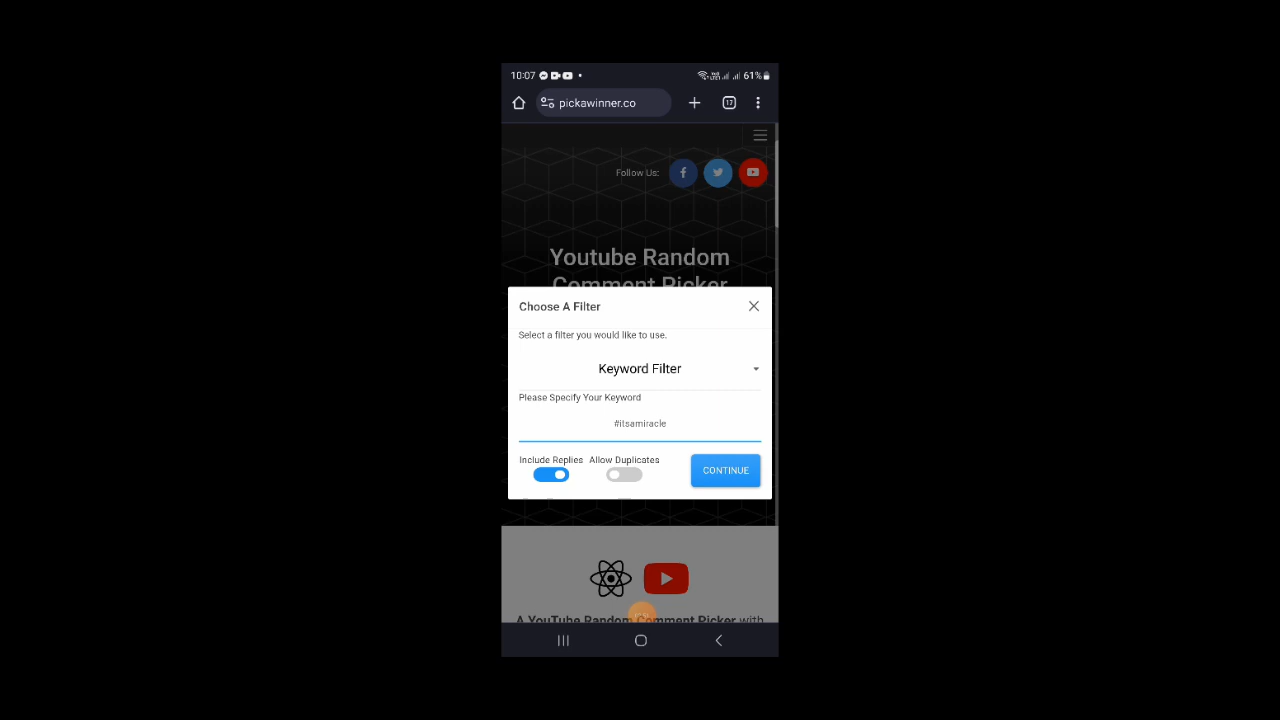 10:07 61%
pickawinner.co 17
Follow Us:
Youtube Random
Comment Picker
Choose A Filter
Select a filter you would like to use.
Keyword Filter
Please Specify Your Keyword
#itsamiracle
Include Replies Allow Duplicates
CONTINUE
A YouTube Random Comment Picker with